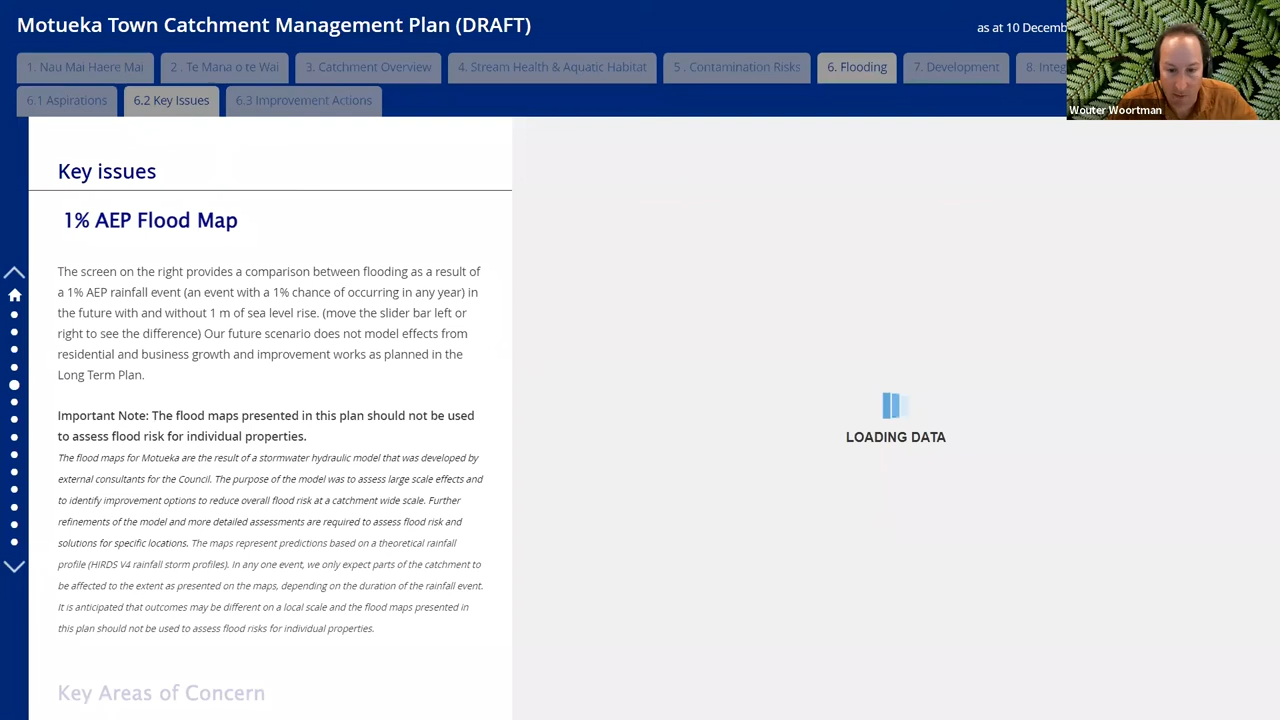 Motueka Town Catchment Management Plan (DRAFT)
as at 10 Decemb
1. Nau Mai Haere Mai
2 . Te Mana o te Wai
3. Catchment Overview
4. Stream Health & Aquatic Habitat
5 . Contamination Risks
6. Flooding
7. Development
8. Integ
Wouter Woortman
6.1 Aspirations
6.2 Key Issues
6.3 Improvement Actions
Key issues
1% AEP Flood Map
The screen on the right provides a comparison between flooding as a result of
a 1% AEP rainfall event (an event with a 1% chance of occurring in any year) in
the future with and without 1 m of sea level rise. (move the slider bar left or
right to see the difference) Our future scenario does not model effects from
residential and business growth and improvement works as planned in the
Long Term Plan.
Important Note: The flood maps presented in this plan should not be used
to assess flood risk for individual properties.
The flood maps for Motueka are the result of a stormwater hydraulic model that was developed by
external consultants for the Council. The purpose of the model was to assess large scale effects and
to identify improvement options to reduce overall flood risk at a catchment wide scale. Further
refinements of the model and more detailed assessments are required to assess flood risk and
solutions for specific locations. The maps represent predictions based on a theoretical rainfall
profile (HIRDS V4 rainfall storm profiles). In any one event, we only expect parts of the catchment to
be affected to the extent as presented on the maps, depending on the duration of the rainfall event.
It is anticipated that outcomes may be different on a local scale and the flood maps presented in
this plan should not be used to assess flood risks for individual properties.
Key Areas of Concern
LOADING DATA